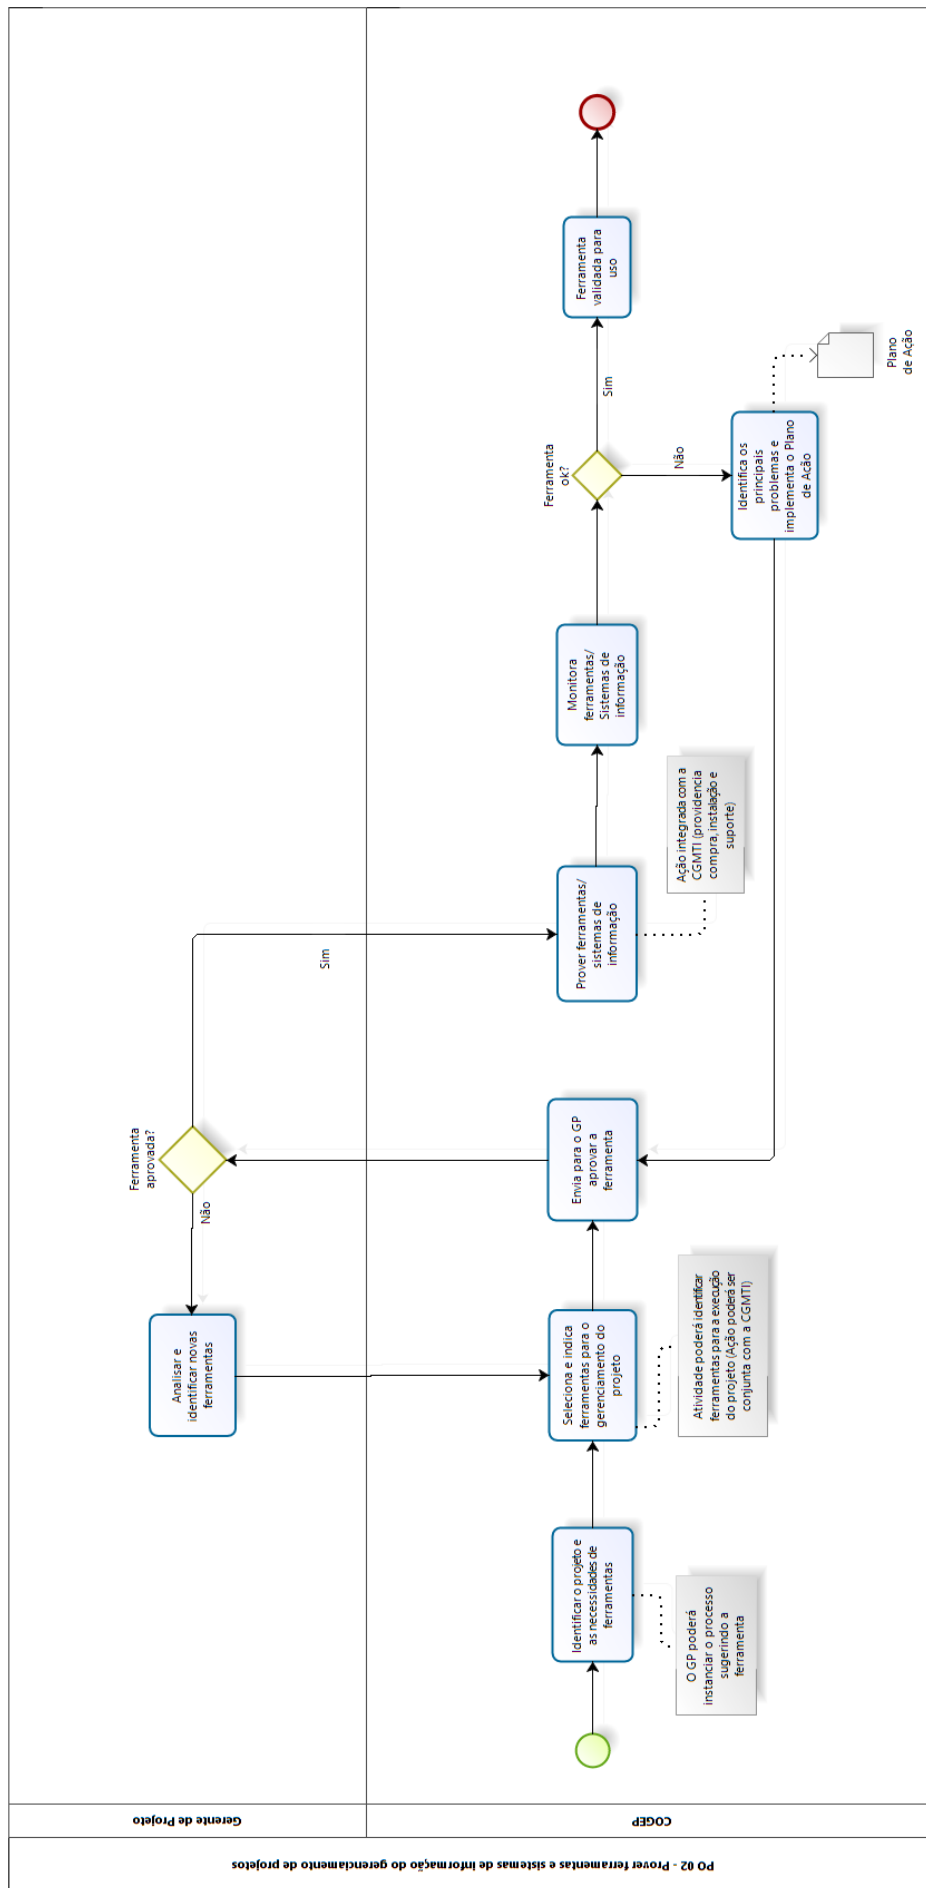 PO 02 - Prover ferramentas e sistemas de informação do gerenciamento de projetos
Gerente de Projeto
COGEP
Analisar e
identificar novas
ferramentas
Ferramenta
aprovada?
Não
Sim
Identificar o projeto e
as necessidades de
ferramentas
O GP poderá
instanciar o processo
sugerindo a
ferramenta
Seleciona e indica
ferramentas para o
gerenciamento do
projeto
Atividade poderá identificar
ferramentas para a execução
do projeto (Ação poderá ser
conjunta com a CGMTI)
Envia para o GP
aprovar a
ferramenta
Prover ferramentas/
sistemas de
informação
Ação integrada com a
CGMTI (providencia
compra, instalação e
suporte)
Monitora
ferramentas/
Sistemas de
informação
Ferramenta
ok?
Sim
Não
Ferramenta
validada para
uso
Identifica os
principais
problemas e
implementa o Plano
de Ação
Plano
de Ação